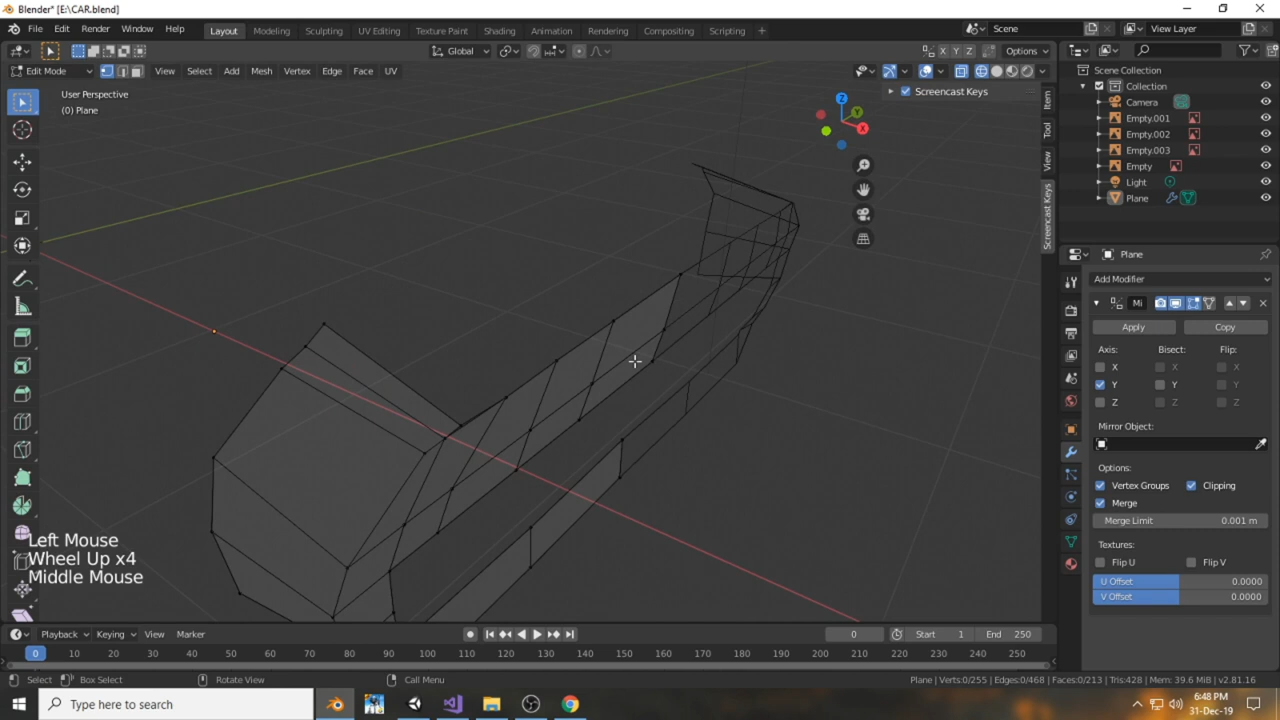 Blender* [E:\CAR.blend]
File Edit Render Window Help Layout Modeling Sculpting UV Editing Texture Paint Shading Animation Rendering Compositing Scripting + Scene View Layer
Global Options
X Y Z
Edit Mode View Select Add Mesh Vertex Edge Face UV
User Perspective
(0) Plane
Screencast Keys
Item
Tool
View
Screencast Keys
Z
Y
X
Scene Collection
Collection
Camera
Empty.001
Empty.002
Empty.003
Empty
Light
Plane
Plane
Add Modifier
Mi
Apply Copy
Axis: Bisect: Flip:
X X X
Y Y Y
Z Z Z
Mirror Object:
Options:
Vertex Groups Clipping
Merge
Merge Limit 0.001 m
Textures:
Flip U Flip V
U Offset 0.0000
V Offset 0.0000
Left Mouse
Wheel Up x4
Middle Mouse
Playback Keying View Marker 0 Start 1 End 250
0 10 20 30 40 50 60 70 80 90 100 110 120 130 140 150 160 170 180 190 200 210 220 230 240 250
Select Box Select Rotate View Call Menu Plane | Verts:0/255 | Edges:0/468 | Faces:0/213 | Tris:428 | Mem: 39.6 MiB | v2.81.16
Type here to search
6:48 PM
31-Dec-19